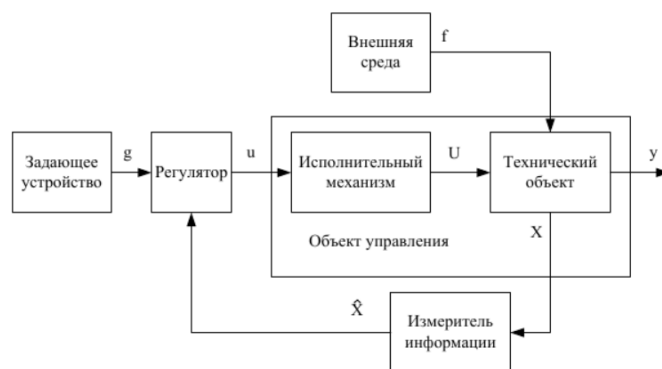 Внешняя
среда
f
Задающее
устройство
g
Регулятор
u
Исполнительный
механизм
U
Технический
объект
y
Объект управления
X
X̂
Измеритель
информации